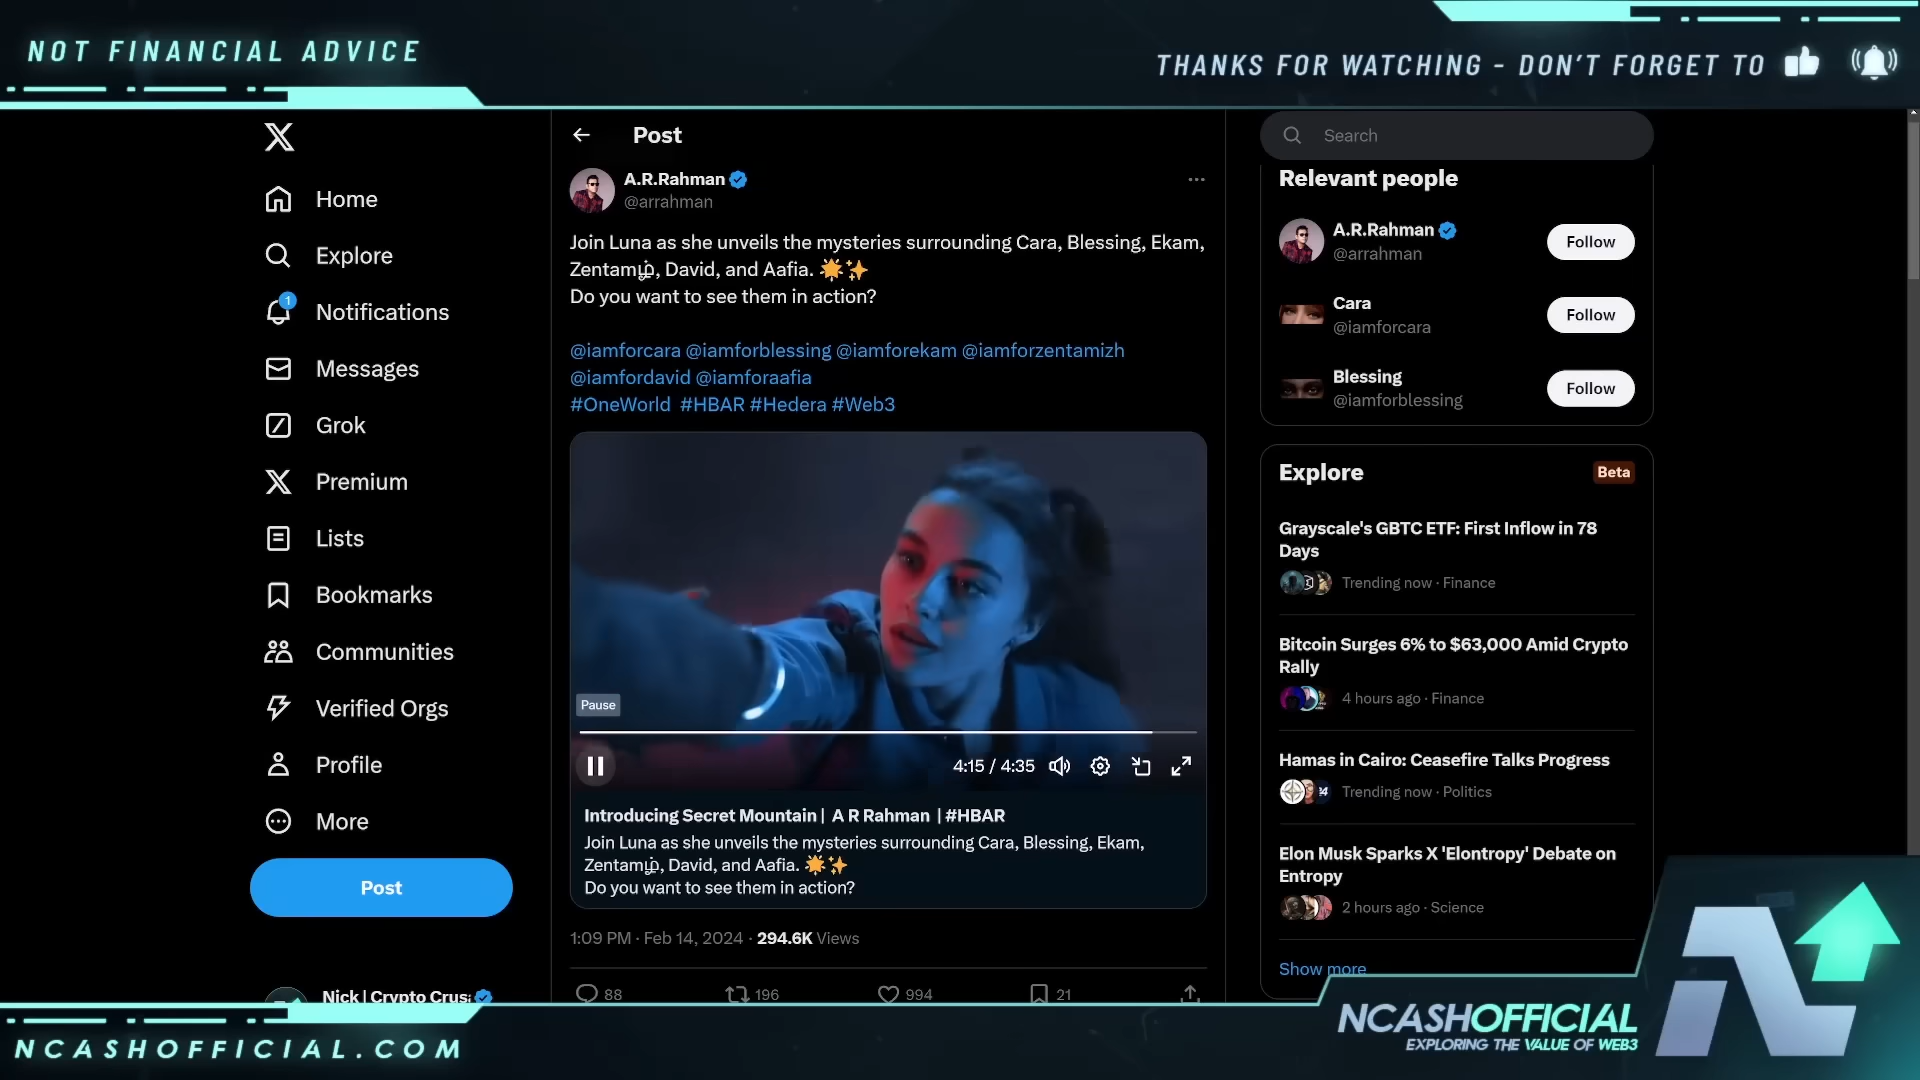 NOT FINANCIAL ADVICE
THANKS FOR WATCHING - DON'T FORGET TO
Home
Explore
1
Notifications
Messages
Grok
Premium
Lists
Bookmarks
Communities
Verified Orgs
Profile
More
Post
Nick | Crypto Crus
Post
A.R.Rahman
@arrahman
Join Luna as she unveils the mysteries surrounding Cara, Blessing, Ekam,
Zentamழ், David, and Aafia. 🌟✨
Do you want to see them in action?
@iamforcara @iamforblessing @iamforekam @iamforzentamizh
@iamfordavid @iamforaafia
#OneWorld #HBAR #Hedera #Web3
Pause
4:15 / 4:35
Introducing Secret Mountain | A R Rahman | #HBAR
Join Luna as she unveils the mysteries surrounding Cara, Blessing, Ekam,
Zentamழ், David, and Aafia. 🌟✨
Do you want to see them in action?
1:09 PM · Feb 14, 2024 · 294.6K Views
88 196 994 21
Search
Relevant people
A.R.Rahman
@arrahman
Follow
Cara
@iamforcara
Follow
Blessing
@iamforblessing
Follow
Explore
Beta
Grayscale's GBTC ETF: First Inflow in 78
Days
Trending now · Finance
Bitcoin Surges 6% to $63,000 Amid Crypto
Rally
4 hours ago · Finance
Hamas in Cairo: Ceasefire Talks Progress
Trending now · Politics
Elon Musk Sparks X 'Elontropy' Debate on
Entropy
2 hours ago · Science
Show more
NCASHOFFICIAL.COM
NCASHOFFICIAL
EXPLORING THE VALUE OF WEB3